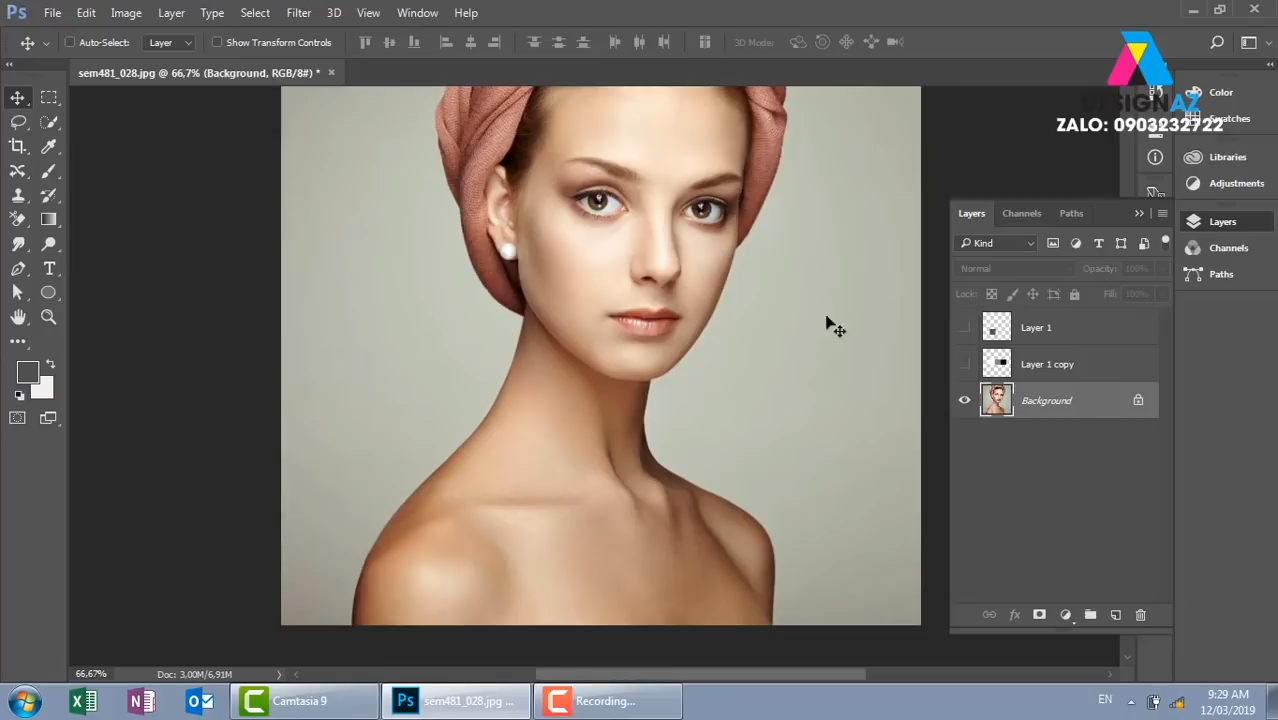 Ps File Edit Image Layer Type Select Filter 3D View Window Help
Auto-Select: Layer Show Transform Controls 3D Mode:
sem481_028.jpg @ 66,7% (Background, RGB/8#) * ×
DESIGNAZ
ZALO: 0903232722
Color
Swatches
Libraries
Adjustments
Layers
Channels
Paths
Layers Channels Paths
Kind
Normal Opacity: 100%
Lock: Fill: 100%
Layer 1
Layer 1 copy
Background
66,67% Doc: 3,00M/6,91M
Camtasia 9
Ps sem481_028.jpg ...
Recording...
EN
9:29 AM
12/03/2019